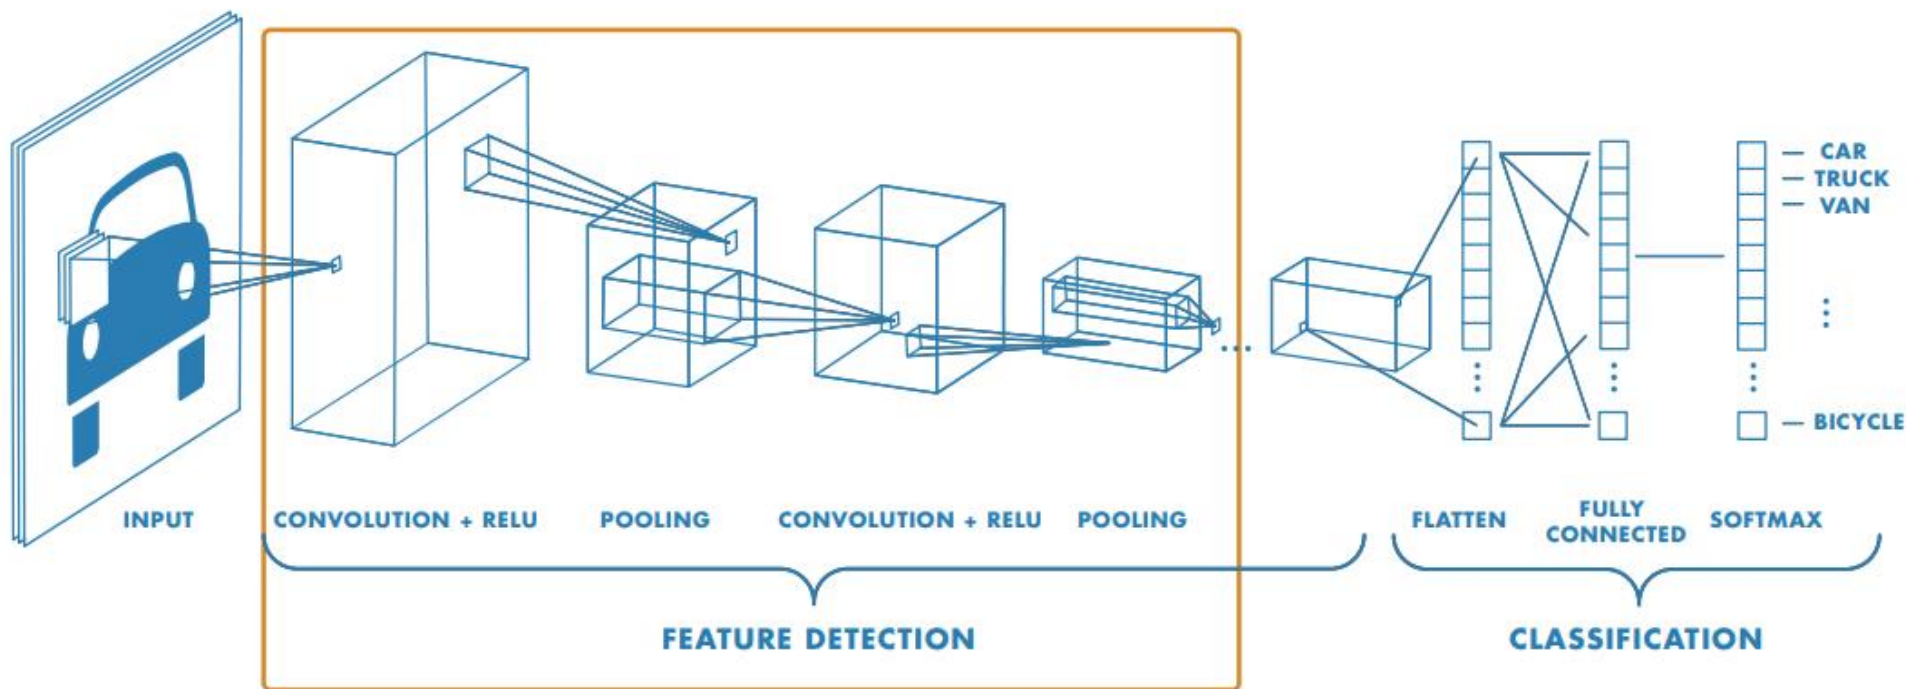 CAR
TRUCK
VAN
BICYCLE
INPUT
CONVOLUTION + RELU
POOLING
CONVOLUTION + RELU
POOLING
FLATTEN
FULLY
CONNECTED
SOFTMAX
FEATURE DETECTION
CLASSIFICATION